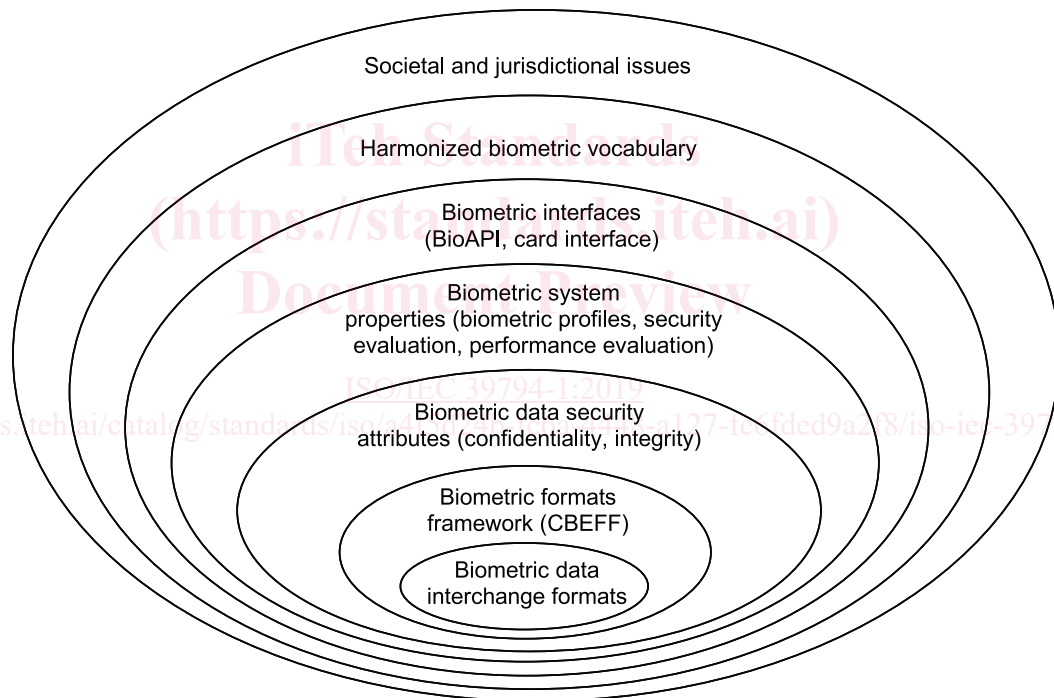 Societal and jurisdictional issues
iTeh Standards
Harmonized biometric vocabulary
(https://standards.iteh.ai)
Biometric interfaces
(BioAPI, card interface)
Document Preview
Biometric system
properties (biometric profiles, security
evaluation, performance evaluation)
ISO/IEC 39794-1:2019
Biometric data security
attributes (confidentiality, integrity)
Biometric formats
framework (CBEFF)
Biometric data
interchange formats